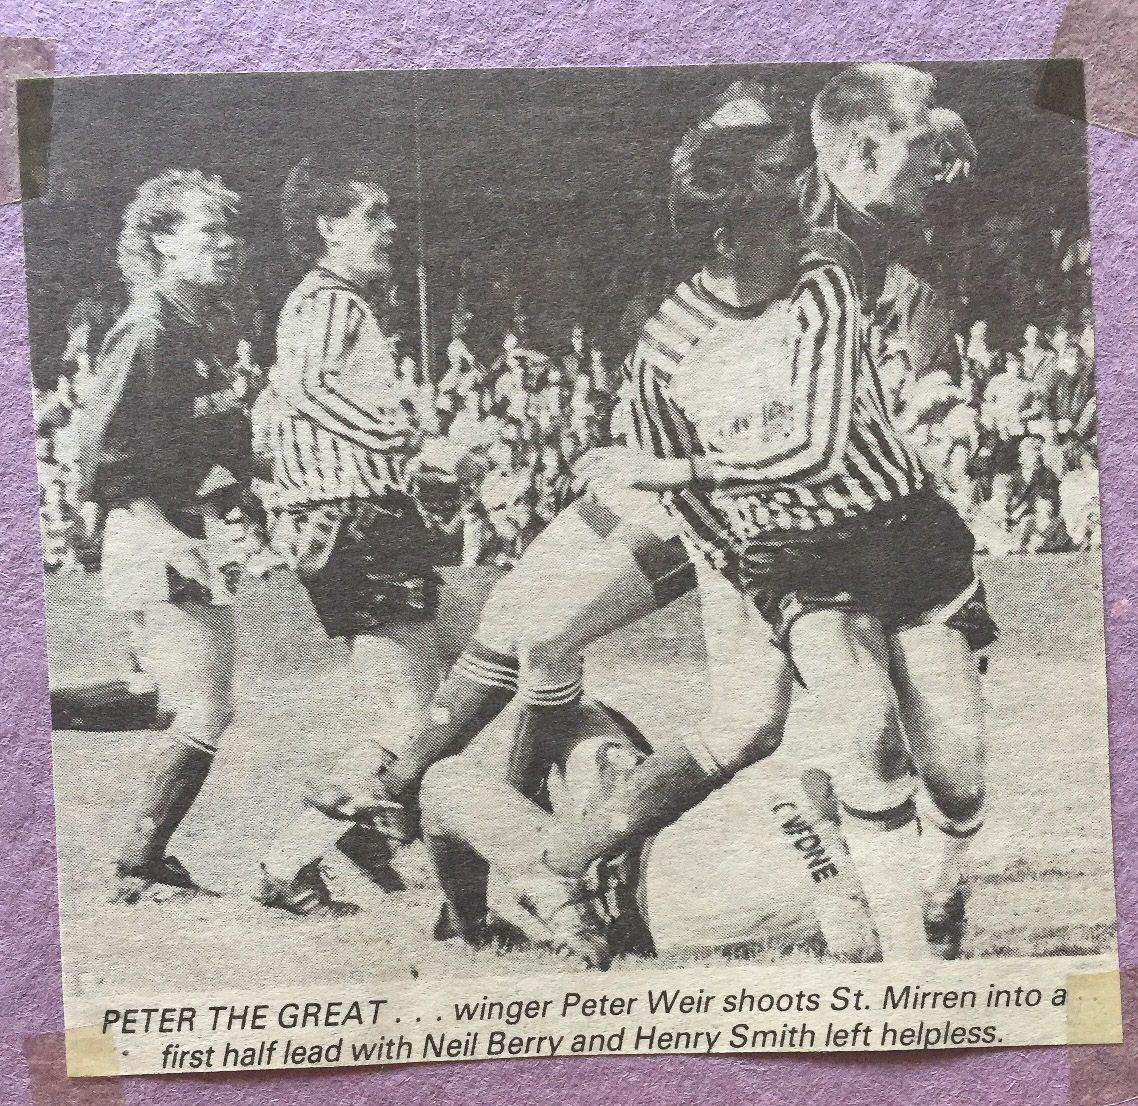 PETER THE GREAT . . . winger Peter Weir shoots St. Mirren into a
first half lead with Neil Berry and Henry Smith left helpless.